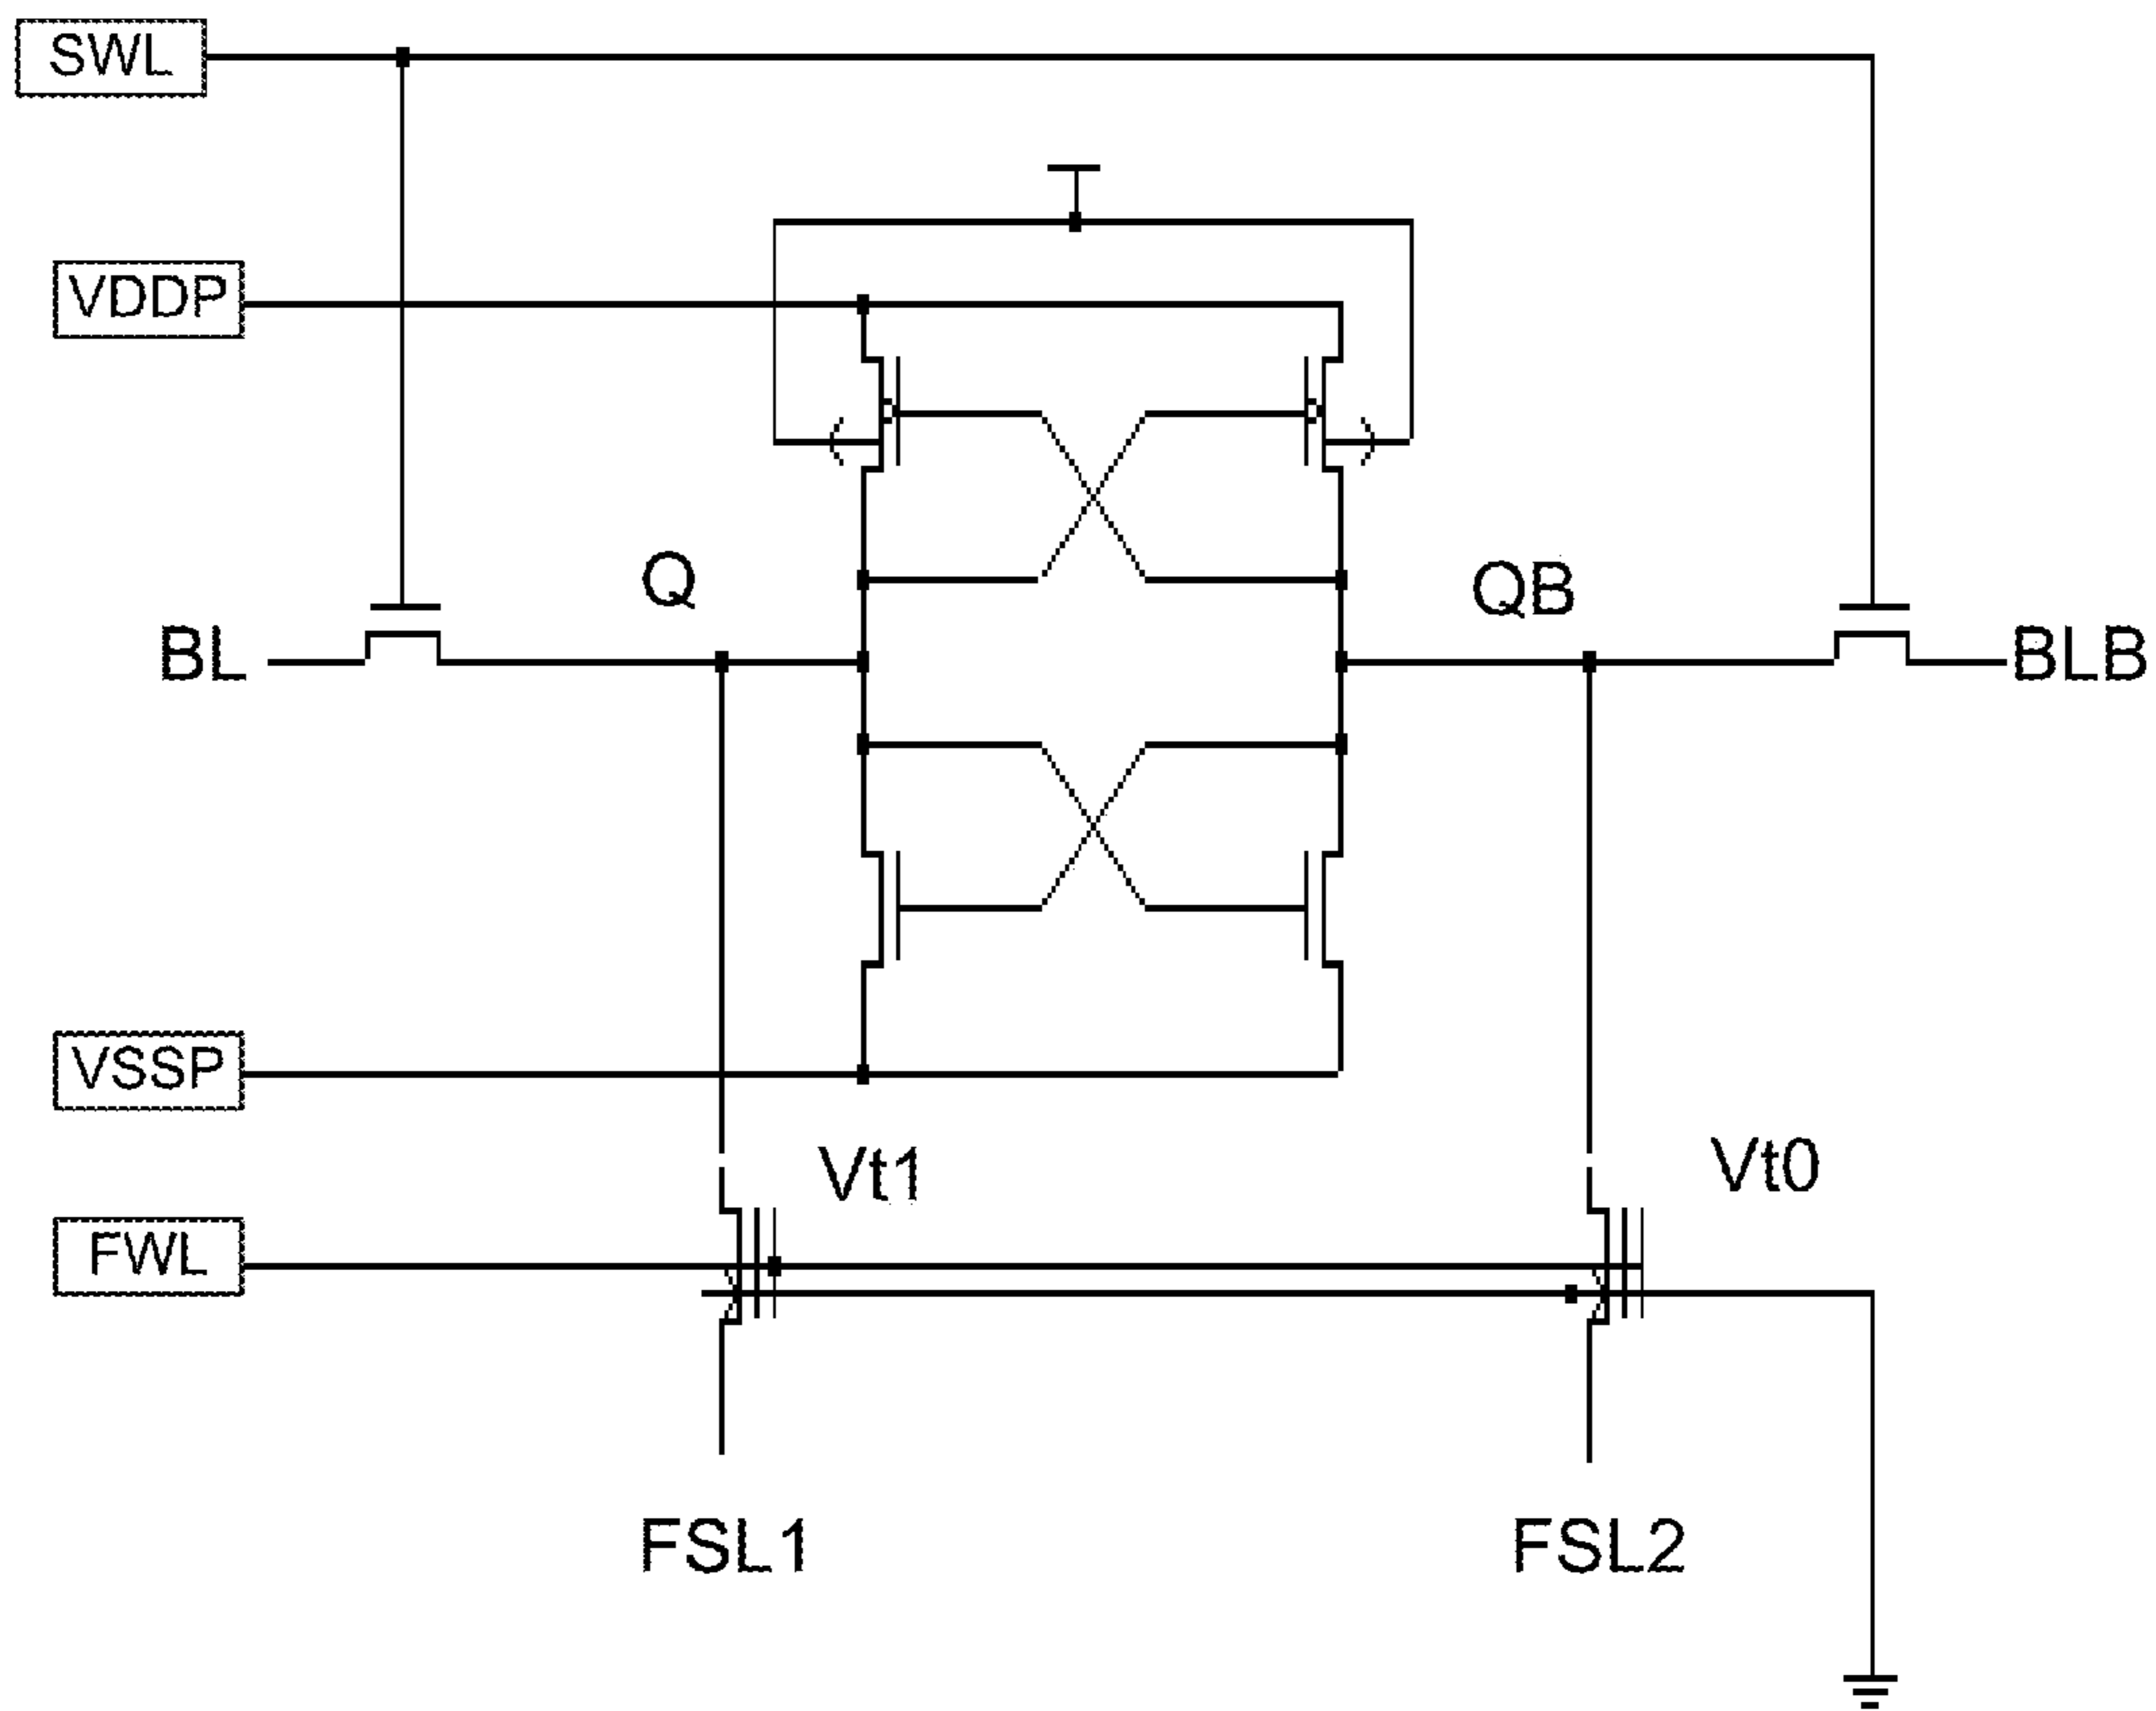 SWL
VDDP
Q
QB
BL
BLB
VSSP
Vt1
Vt0
FWL
FSL1
FSL2